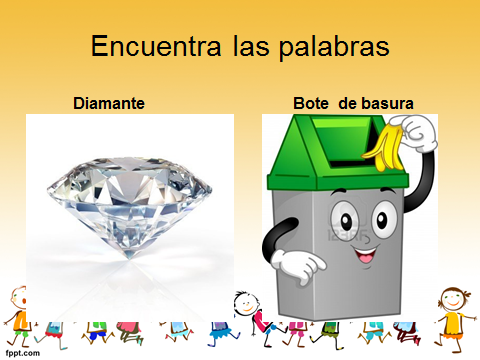 Encuentra las palabras
Diamante
Bote de basura
fppt.com